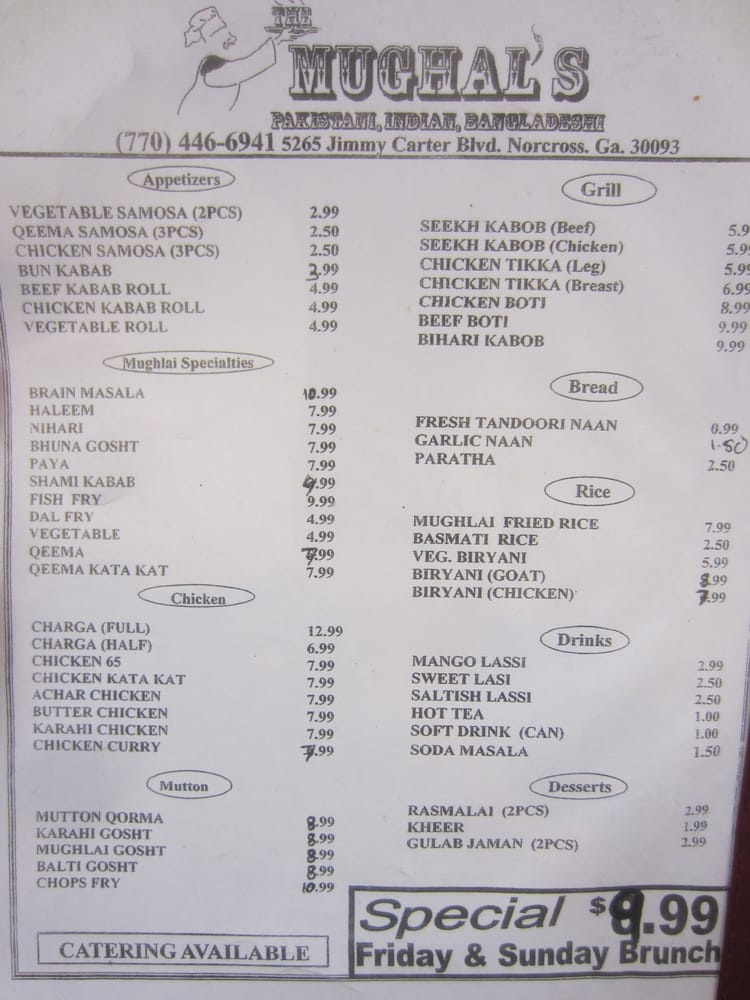 THE
MUGHAL'S
PAKISTANI, INDIAN, BANGLADESHI
(770) 446-6941 5265 Jimmy Carter Blvd. Norcross. Ga. 30093
Appetizers
VEGETABLE SAMOSA (2PCS) 2.99
QEEMA SAMOSA (3PCS) 2.50
CHICKEN SAMOSA (3PCS) 2.50
BUN KABAB 3.99
BEEF KABAB ROLL 4.99
CHICKEN KABAB ROLL 4.99
VEGETABLE ROLL 4.99
Mughlai Specialties
BRAIN MASALA 10.99
HALEEM 7.99
NIHARI 7.99
BHUNA GOSHT 7.99
PAYA 7.99
SHAMI KABAB 9.99
FISH FRY 9.99
DAL FRY 4.99
VEGETABLE 4.99
QEEMA 7.99
QEEMA KATA KAT 7.99
Chicken
CHARGA (FULL) 12.99
CHARGA (HALF) 6.99
CHICKEN 65 7.99
CHICKEN KATA KAT 7.99
ACHAR CHICKEN 7.99
BUTTER CHICKEN 7.99
KARAHI CHICKEN 7.99
CHICKEN CURRY 7.99
Mutton
MUTTON QORMA 8.99
KARAHI GOSHT 8.99
MUGHLAI GOSHT 8.99
BALTI GOSHT 8.99
CHOPS FRY 10.99
CATERING AVAILABLE
Grill
SEEKH KABOB (Beef) 5.9
SEEKH KABOB (Chicken) 5.99
CHICKEN TIKKA (Leg) 5.99
CHICKEN TIKKA (Breast) 6.99
CHICKEN BOTI 8.99
BEEF BOTI 9.99
BIHARI KABOB 9.99
Bread
FRESH TANDOORI NAAN 0.99
GARLIC NAAN 1.50
PARATHA 2.50
Rice
MUGHLAI FRIED RICE 7.99
BASMATI RICE 2.50
VEG. BIRYANI 5.99
BIRYANI (GOAT) 8.99
BIRYANI (CHICKEN) 7.99
Drinks
MANGO LASSI 2.99
SWEET LASI 2.50
SALTISH LASSI 2.50
HOT TEA 1.00
SOFT DRINK (CAN) 1.00
SODA MASALA 1.50
Desserts
RASMALAI (2PCS) 2.99
KHEER 1.99
GULAB JAMAN (2PCS) 2.99
Special $9.99
Friday & Sunday Brunch